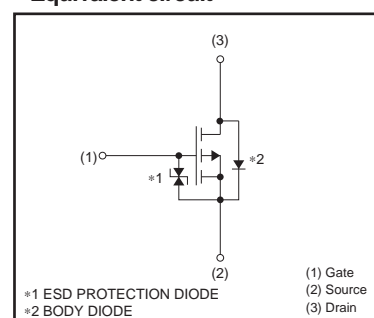 Equivalent circuit
(3)
(1)
∗1
∗2
(2)
∗1 ESD PROTECTION DIODE
∗2 BODY DIODE
(1) Gate
(2) Source
(3) Drain